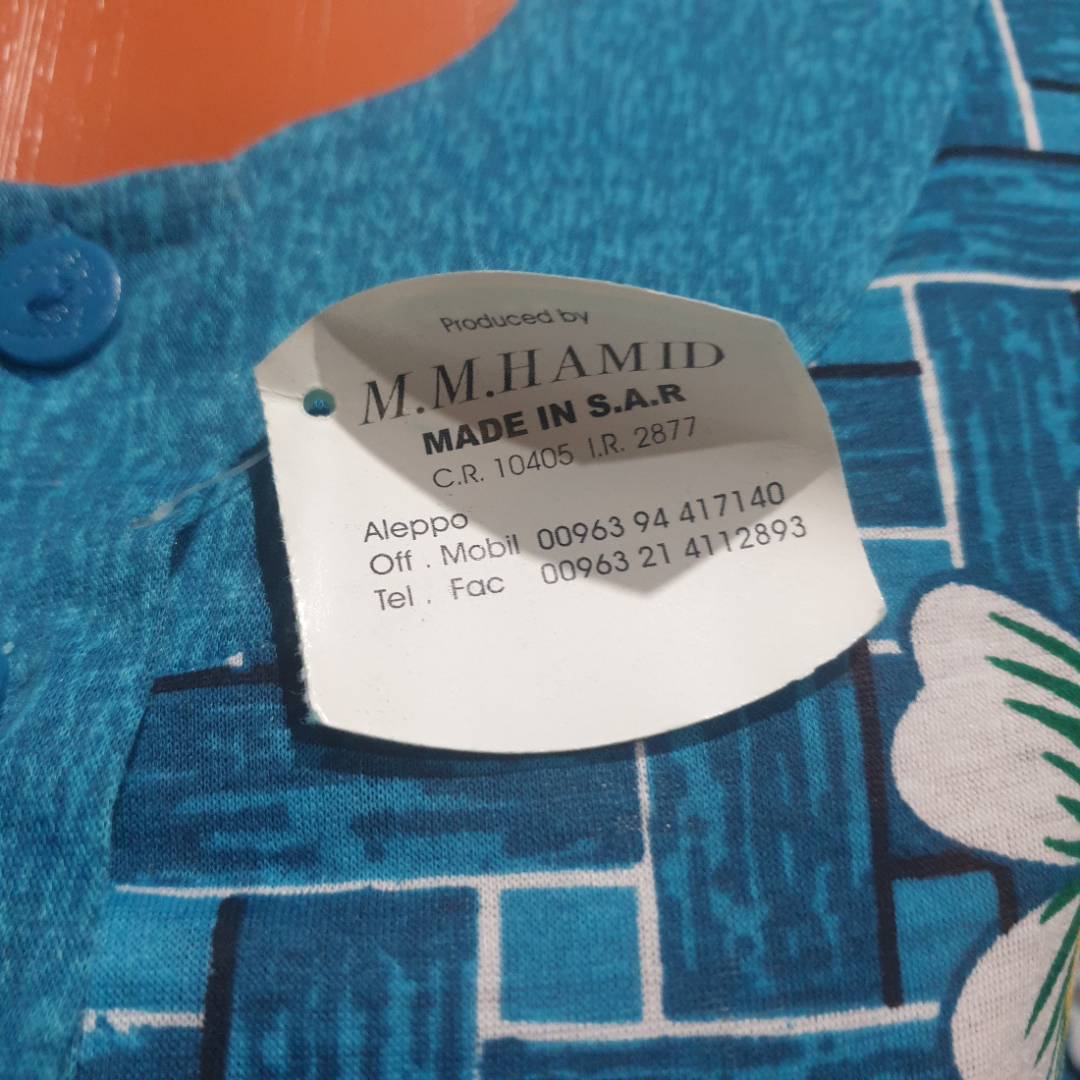 Produced by
M.M.HAMID
MADE IN S.A.R
C.R. 10405 I.R. 2877
Aleppo
Off . Mobil 00963 94 417140
Tel . Fac 00963 21 4112893